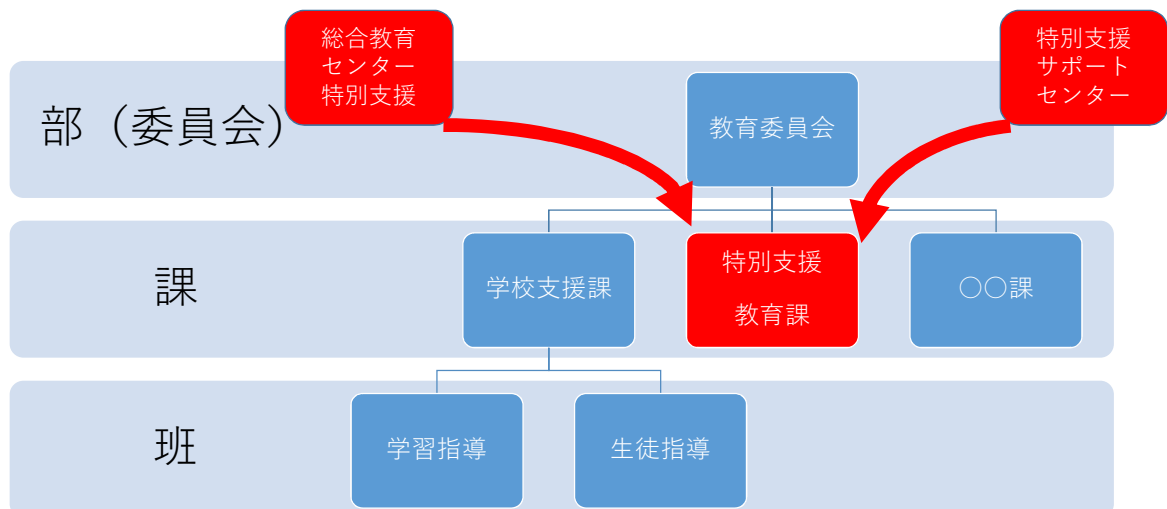 総合教育
センター
特別支援
特別支援
サポート
センター
部（委員会）
教育委員会
課
学校支援課
特別支援
教育課
〇〇課
班
学習指導
生徒指導